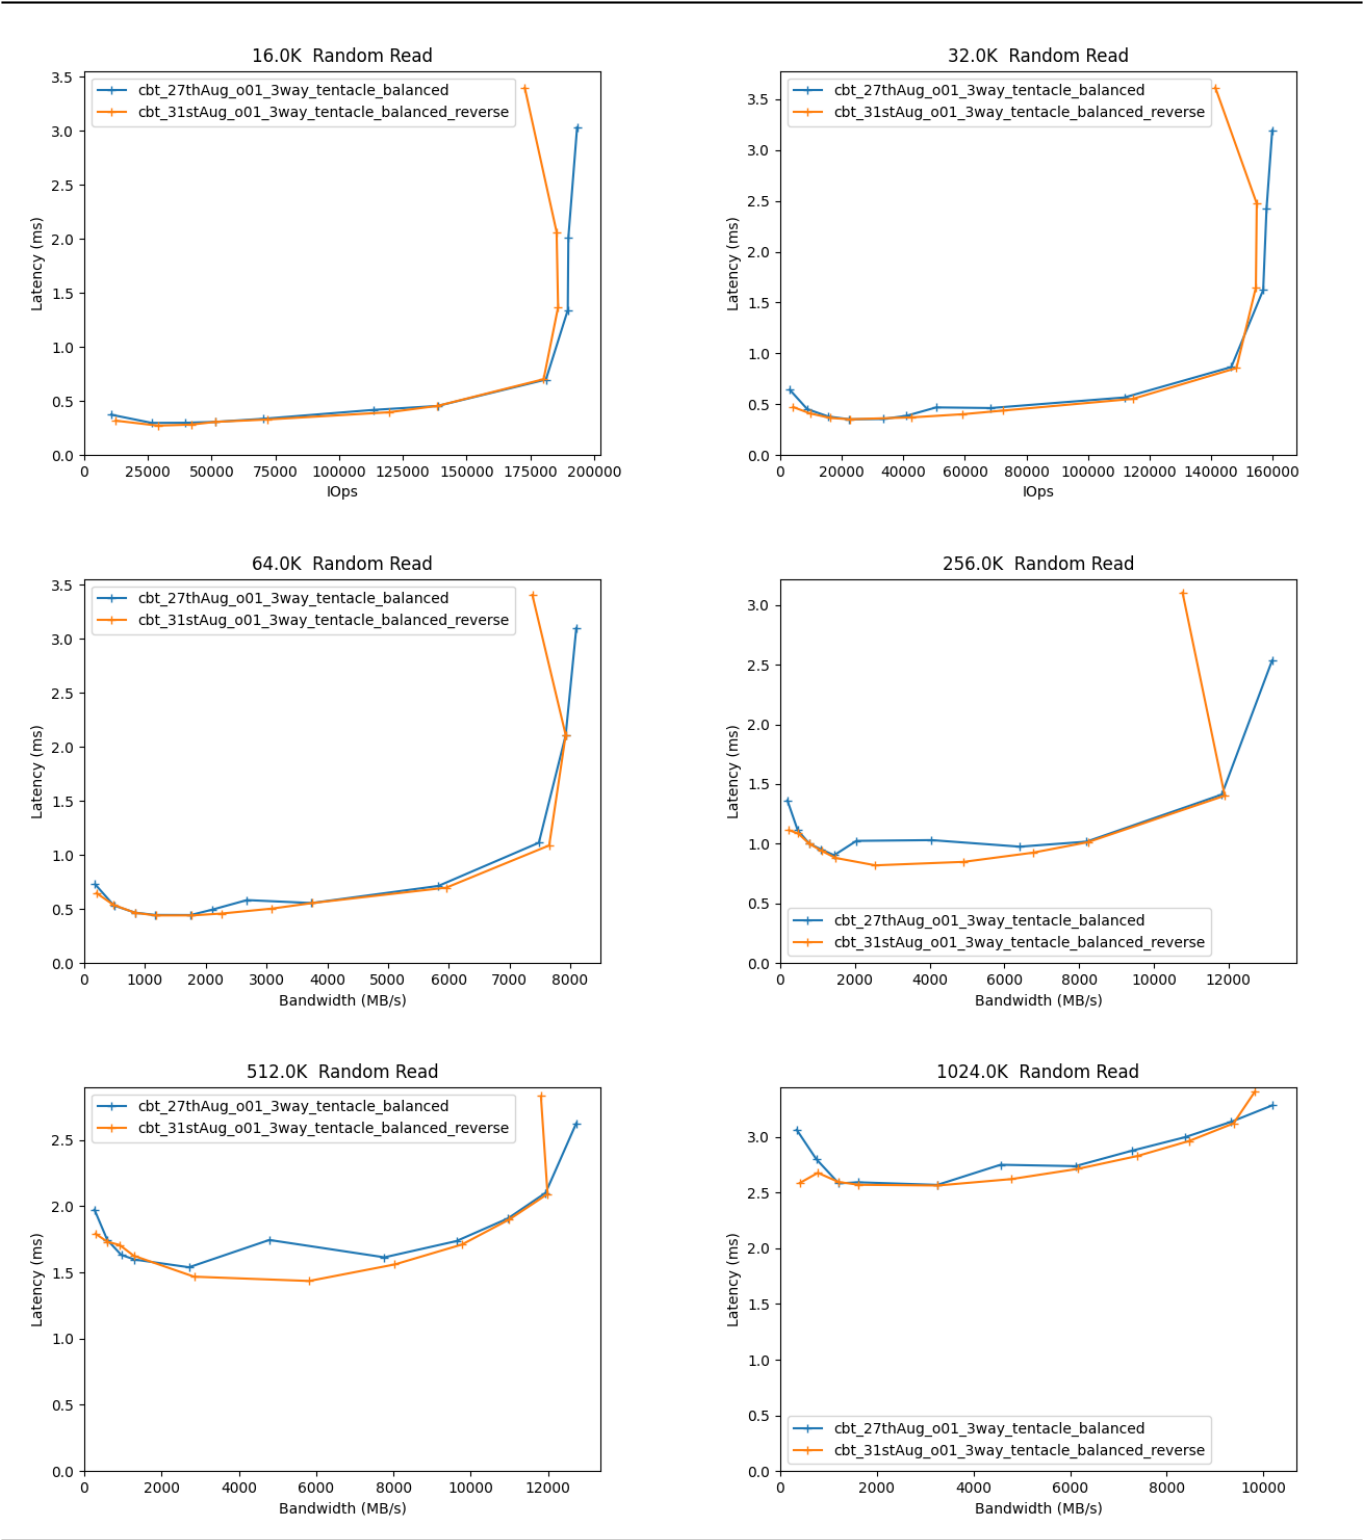 16.0K  Random Read
cbt_27thAug_o01_3way_tentacle_balanced
cbt_31stAug_o01_3way_tentacle_balanced_reverse
3.5
3.0
2.5
2.0
1.5
1.0
0.5
0.0
Latency (ms)
0 25000 50000 75000 100000 125000 150000 175000 200000
IOps
32.0K  Random Read
cbt_27thAug_o01_3way_tentacle_balanced
cbt_31stAug_o01_3way_tentacle_balanced_reverse
3.5
3.0
2.5
2.0
1.5
1.0
0.5
0.0
Latency (ms)
0 20000 40000 60000 80000 100000 120000 140000 160000
IOps
64.0K  Random Read
cbt_27thAug_o01_3way_tentacle_balanced
cbt_31stAug_o01_3way_tentacle_balanced_reverse
3.5
3.0
2.5
2.0
1.5
1.0
0.5
0.0
Latency (ms)
0 1000 2000 3000 4000 5000 6000 7000 8000
Bandwidth (MB/s)
256.0K  Random Read
3.0
2.5
2.0
1.5
1.0
0.5
0.0
Latency (ms)
cbt_27thAug_o01_3way_tentacle_balanced
cbt_31stAug_o01_3way_tentacle_balanced_reverse
0 2000 4000 6000 8000 10000 12000
Bandwidth (MB/s)
512.0K  Random Read
cbt_27thAug_o01_3way_tentacle_balanced
cbt_31stAug_o01_3way_tentacle_balanced_reverse
2.5
2.0
1.5
1.0
0.5
0.0
Latency (ms)
0 2000 4000 6000 8000 10000 12000
Bandwidth (MB/s)
1024.0K  Random Read
3.0
2.5
2.0
1.5
1.0
0.5
0.0
Latency (ms)
cbt_27thAug_o01_3way_tentacle_balanced
cbt_31stAug_o01_3way_tentacle_balanced_reverse
0 2000 4000 6000 8000 10000
Bandwidth (MB/s)